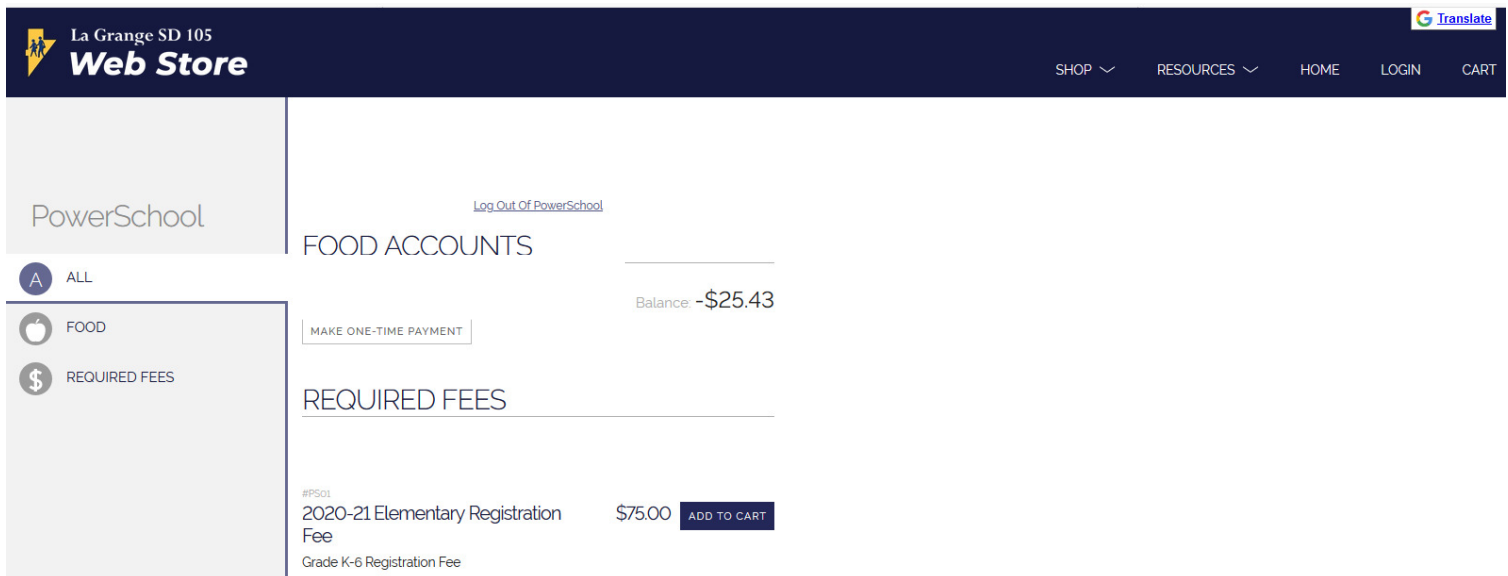 Translate
La Grange SD 105
Web Store
SHOP RESOURCES HOME LOGIN CART
PowerSchool
A ALL
FOOD
$ REQUIRED FEES
Log Out Of PowerSchool
FOOD ACCOUNTS
Balance: -$25.43
MAKE ONE-TIME PAYMENT
REQUIRED FEES
#PS01
2020-21 Elementary Registration
Fee
$75.00 ADD TO CART
Grade K-6 Registration Fee